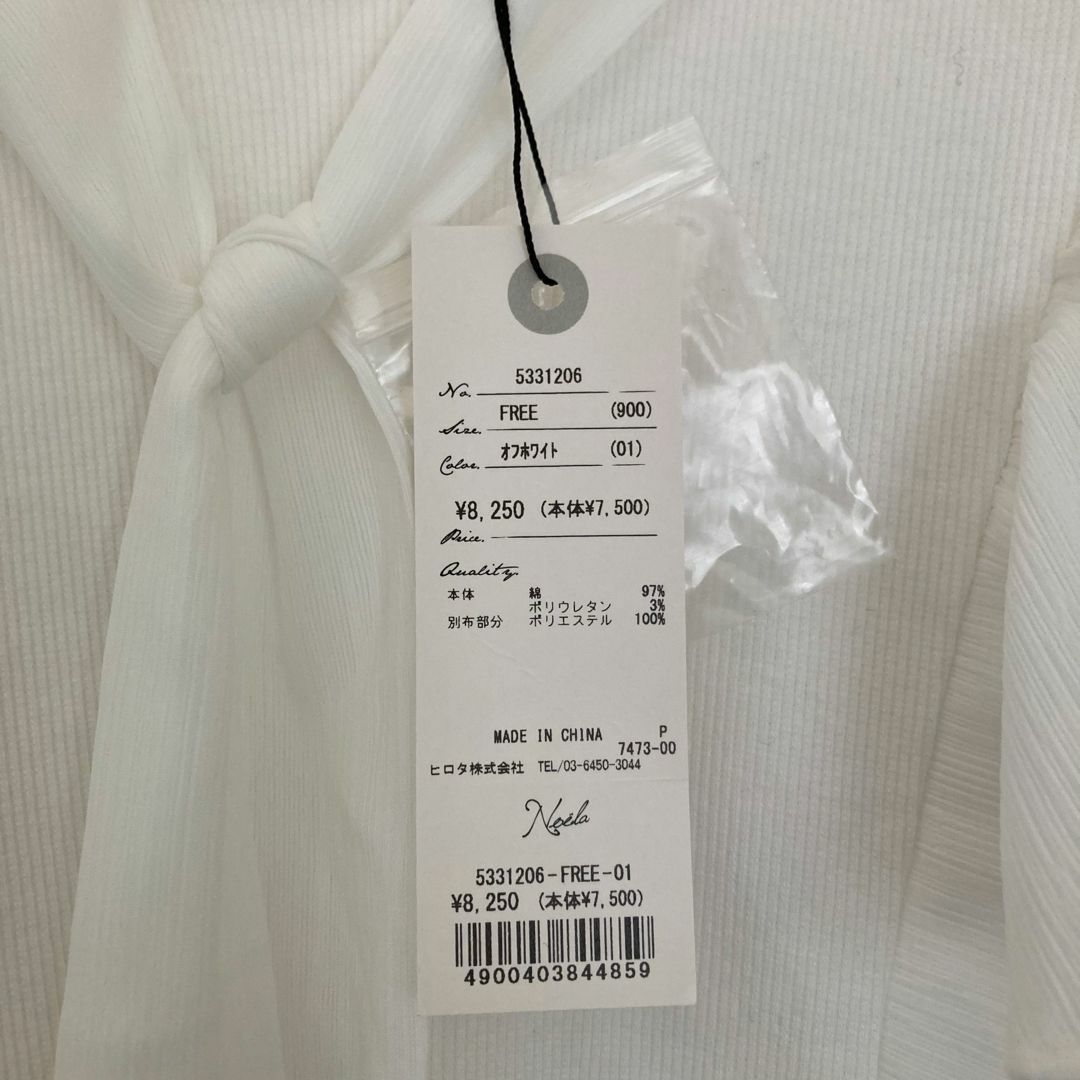 No. 5331206
Size. FREE (900)
Color. ｵﾌﾎﾜｲﾄ (01)
¥8,250 (本体¥7,500)
Price.
Quality.
本体 綿 97%
ポリウレタン 3%
別布部分 ポリエステル 100%
MADE IN CHINA P
7473-00
ヒロタ株式会社 TEL/03-6450-3044
Noéla
5331206-FREE-01
¥8,250 (本体¥7,500)
4900403844859